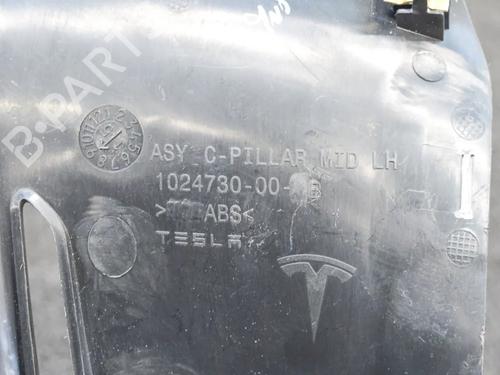 B-PARTS
ASY C-PILLAR MID LH
1024730-00-
ABS<
TESLA